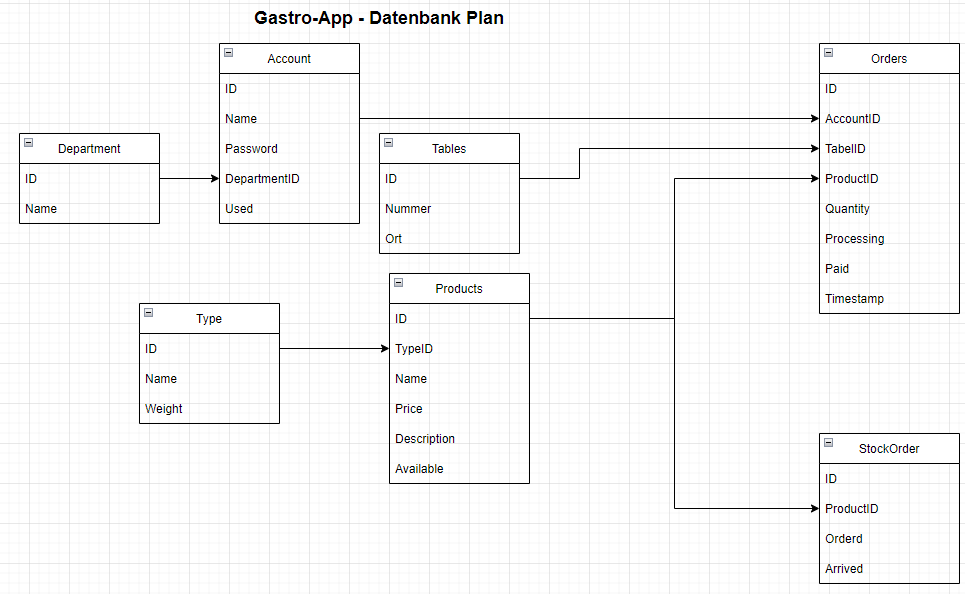 Gastro-App - Datenbank Plan
Account
ID
Name
Password
DepartmentID
Used
Department
ID
Name
Tables
ID
Nummer
Ort
Type
ID
Name
Weight
Products
ID
TypeID
Name
Price
Description
Available
Orders
ID
AccountID
TabelID
ProductID
Quantity
Processing
Paid
Timestamp
StockOrder
ID
ProductID
Orderd
Arrived